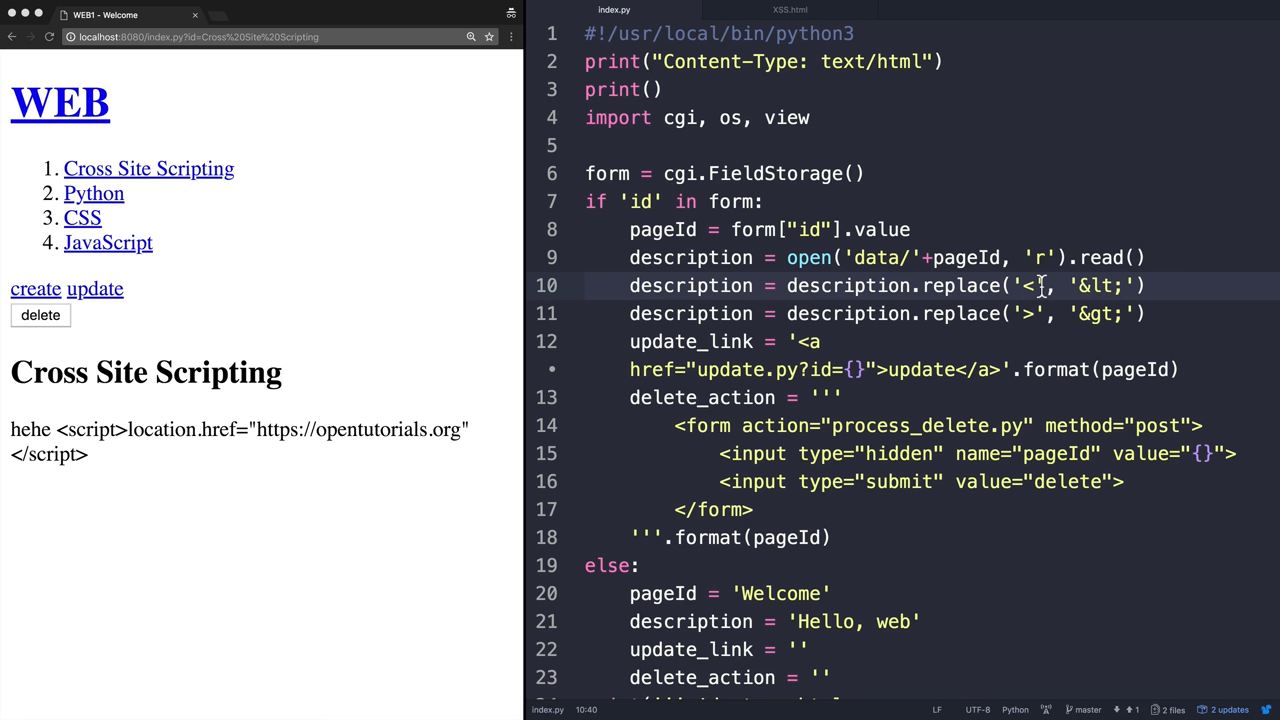 WEB1 - Welcome
localhost:8080/index.py?id=Cross%20Site%20Scripting
WEB
1. Cross Site Scripting
2. Python
3. CSS
4. JavaScript
create update
delete
Cross Site Scripting
hehe <script>location.href="https://opentutorials.org"
</script>
index.py
XSS.html
1 #!/usr/local/bin/python3
2 print("Content-Type: text/html")
3 print()
4 import cgi, os, view
5
6 form = cgi.FieldStorage()
7 if 'id' in form:
8 pageId = form["id"].value
9 description = open('data/'+pageId, 'r').read()
10 description = description.replace('<', '&lt;')
11 description = description.replace('>', '&gt;')
12 update_link = '<a
• href="update.py?id={}">update</a>'.format(pageId)
13 delete_action = '''
14 <form action="process_delete.py" method="post">
15 <input type="hidden" name="pageId" value="{}">
16 <input type="submit" value="delete">
17 </form>
18 '''.format(pageId)
19 else:
20 pageId = 'Welcome'
21 description = 'Hello, web'
22 update_link = ''
23 delete_action = ''
index.py 10:40 LF UTF-8 Python master 1 2 files 2 updates